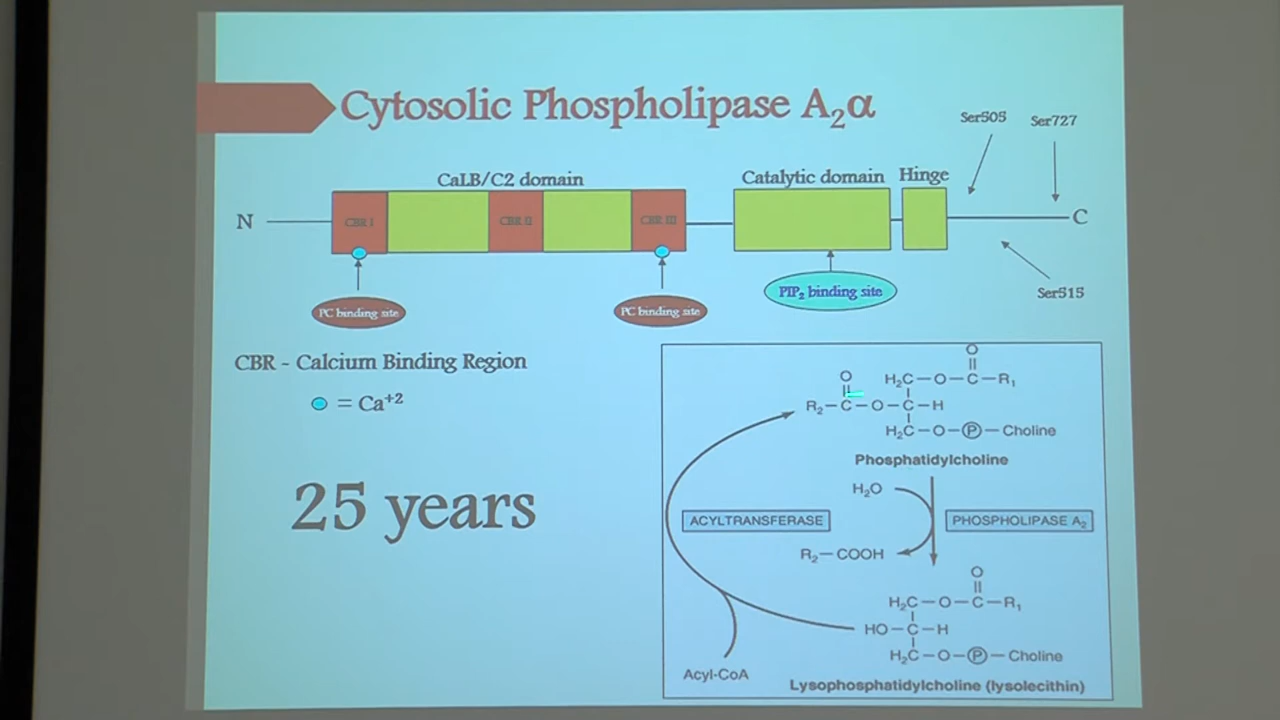 Cytosolic Phospholipase A₂α
Ser505
Ser727
CaLB/C2 domain
Catalytic domain
Hinge
N
CBR I
CBR II
CBR III
C
PC binding site
PC binding site
PIP₂ binding site
Ser515
CBR - Calcium Binding Region
= Ca⁺²
25 years
O
H₂C—O—C—R₁
O
R₂—C—O—C—H
H₂C—O—Ⓟ—Choline
Phosphatidylcholine
H₂O
ACYLTRANSFERASE
PHOSPHOLIPASE A₂
R₂—COOH
O
H₂C—O—C—R₁
HO—C—H
H₂C—O—Ⓟ—Choline
Acyl-CoA
Lysophosphatidylcholine (lysolecithin)